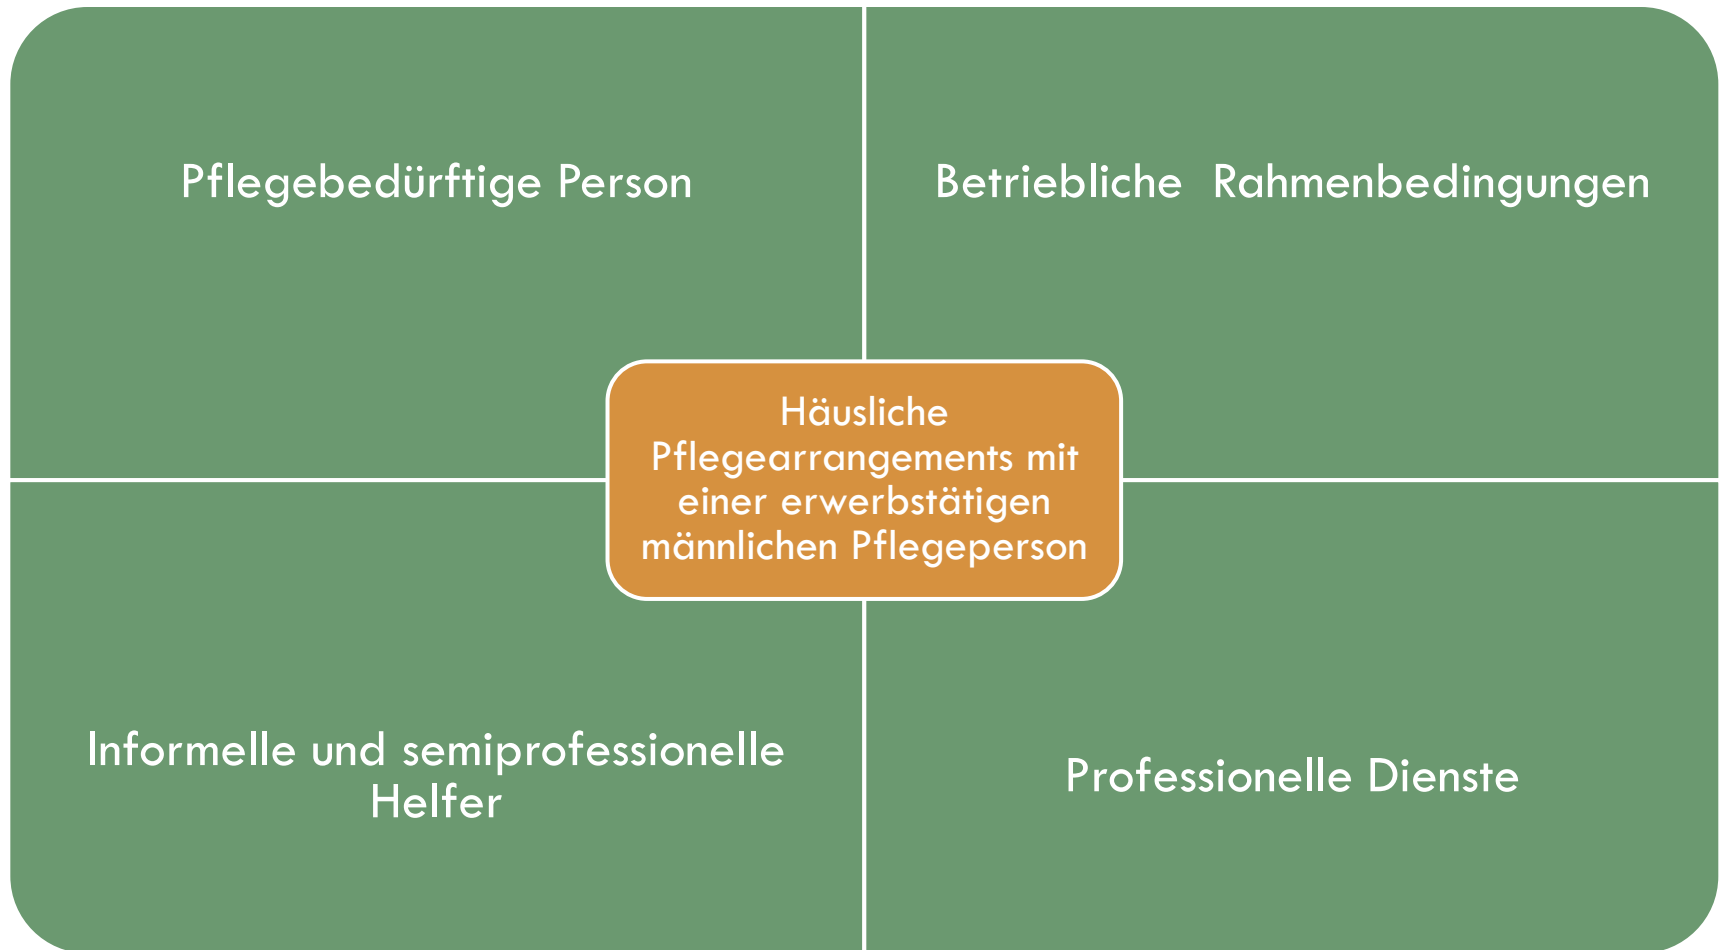 Pflegebedürftige Person
Betriebliche  Rahmenbedingungen
Häusliche
Pflegearrangements mit
einer erwerbstätigen
männlichen Pflegeperson
Informelle und semiprofessionelle
Helfer
Professionelle Dienste